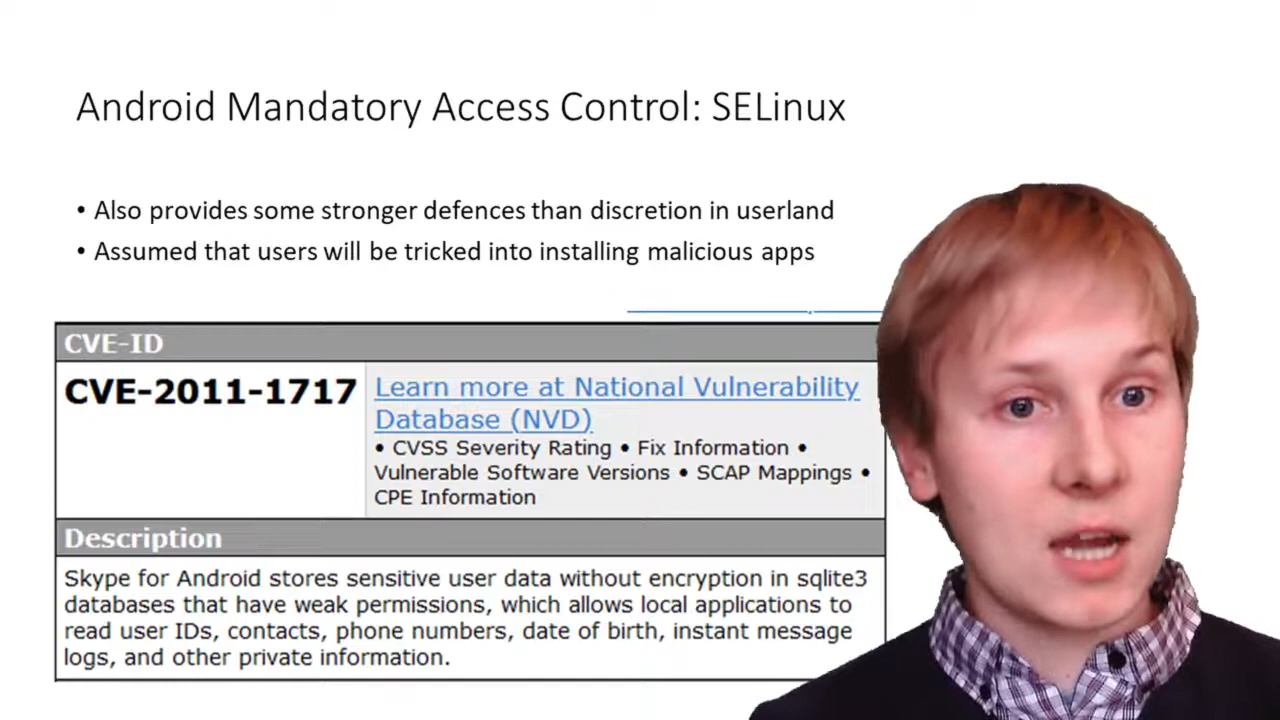 Android Mandatory Access Control: SELinux
• Also provides some stronger defences than discretion in userland
• Assumed that users will be tricked into installing malicious apps
CVE-ID
CVE-2011-1717
Learn more at National Vulnerability
Database (NVD)
• CVSS Severity Rating • Fix Information •
Vulnerable Software Versions • SCAP Mappings •
CPE Information
Description
Skype for Android stores sensitive user data without encryption in sqlite3
databases that have weak permissions, which allows local applications to
read user IDs, contacts, phone numbers, date of birth, instant message
logs, and other private information.